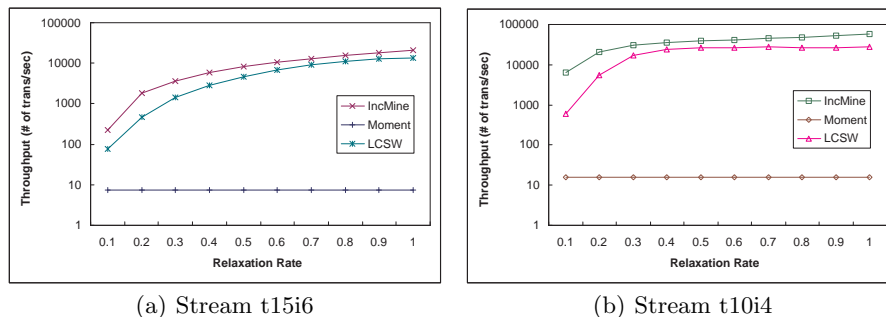 100000
10000
1000
100
10
1
Throughput (# of trans/sec)
IncMine
Moment
LCSW
0.1 0.2 0.3 0.4 0.5 0.6 0.7 0.8 0.9 1
Relaxation Rate
(a) Stream t15i6
100000
10000
1000
100
10
1
Throughput (# of trans/sec)
IncMine
Moment
LCSW
0.1 0.2 0.3 0.4 0.5 0.6 0.7 0.8 0.9 1
Relaxation Rate
(b) Stream t10i4